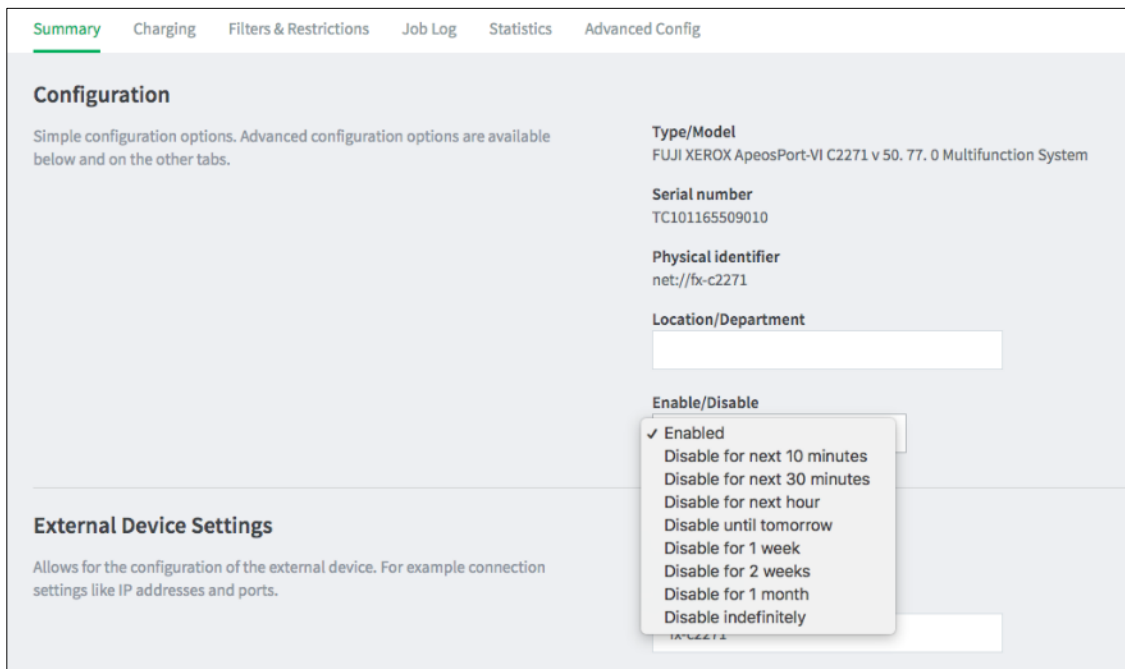 Summary Charging Filters & Restrictions Job Log Statistics Advanced Config
Configuration
Simple configuration options. Advanced configuration options are available
below and on the other tabs.
Type/Model
FUJI XEROX ApeosPort-VI C2271 v 50. 77. 0 Multifunction System
Serial number
TC101165509010
Physical identifier
net://fx-c2271
Location/Department
Enable/Disable
✓ Enabled
Disable for next 10 minutes
Disable for next 30 minutes
Disable for next hour
Disable until tomorrow
Disable for 1 week
Disable for 2 weeks
Disable for 1 month
Disable indefinitely
External Device Settings
Allows for the configuration of the external device. For example connection
settings like IP addresses and ports.
fx-c2271